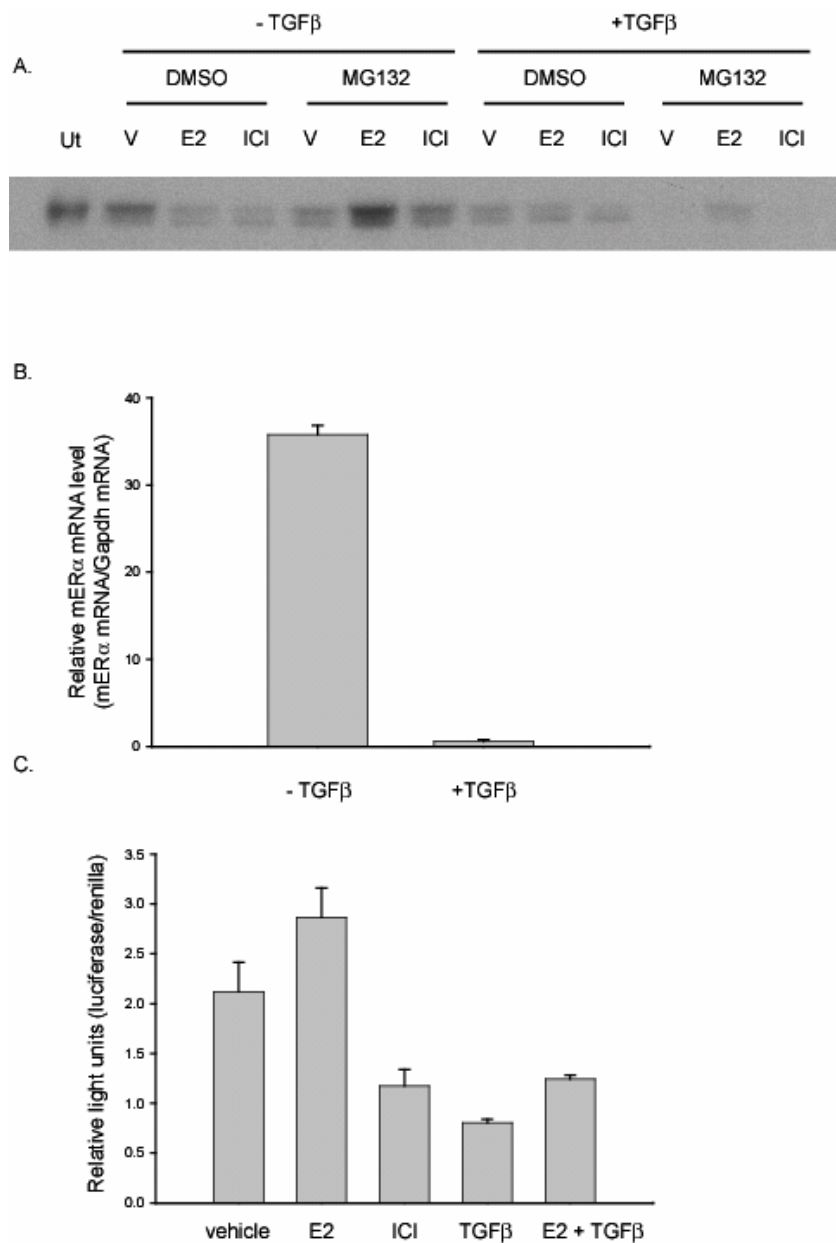 - TGFβ +TGFβ
A.
DMSO MG132 DMSO MG132
Ut V E2 ICI V E2 ICI V E2 ICI V E2 ICI
B.
Relative mERα mRNA level
(mERα mRNA/Gapdh mRNA)
40
30
20
10
0
- TGFβ +TGFβ
C.
Relative light units (luciferase/renilla)
3.5
3.0
2.5
2.0
1.5
1.0
0.5
0.0
vehicle E2 ICI TGFβ E2 + TGFβ